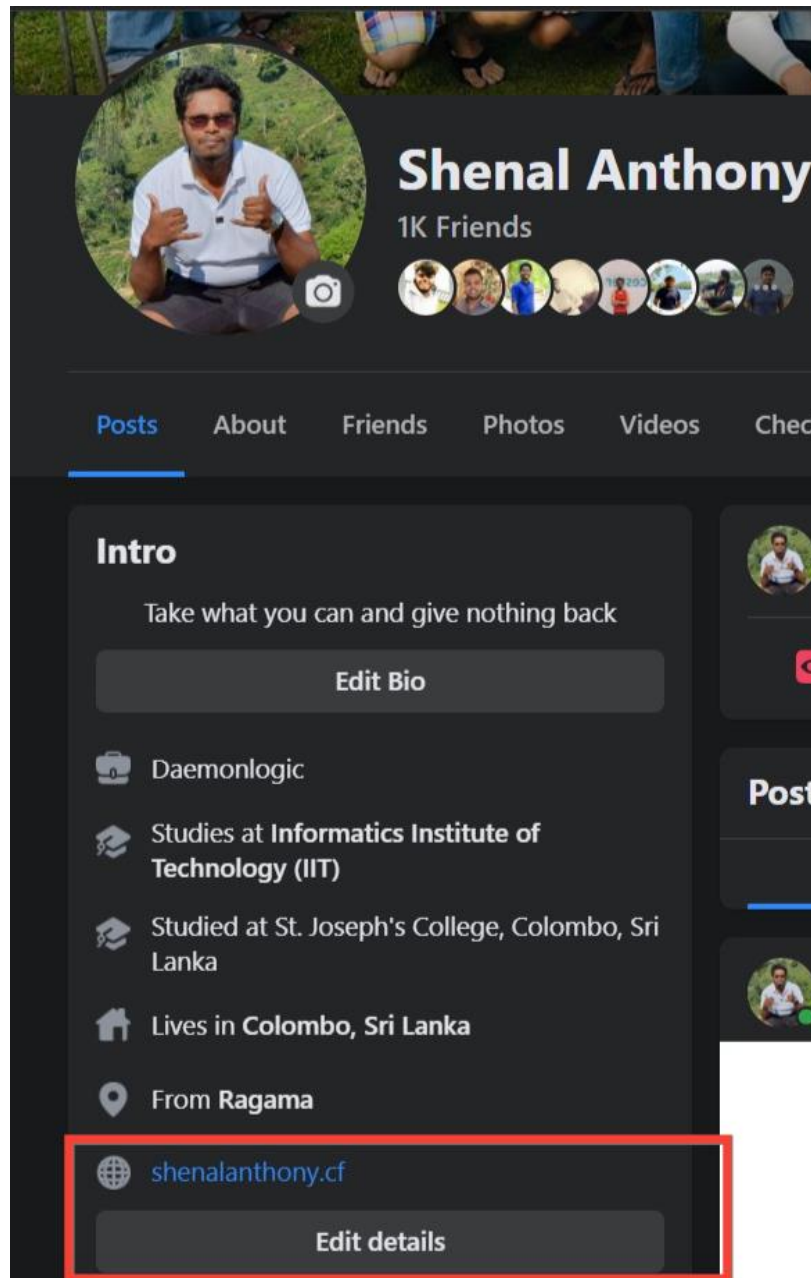 Shenal Anthony
1K Friends
Posts About Friends Photos Videos Chec
Intro
Take what you can and give nothing back
Edit Bio
Daemonlogic
Studies at Informatics Institute of
Technology (IIT)
Studied at St. Joseph's College, Colombo, Sri
Lanka
Lives in Colombo, Sri Lanka
From Ragama
shenalanthony.cf
Edit details
Post